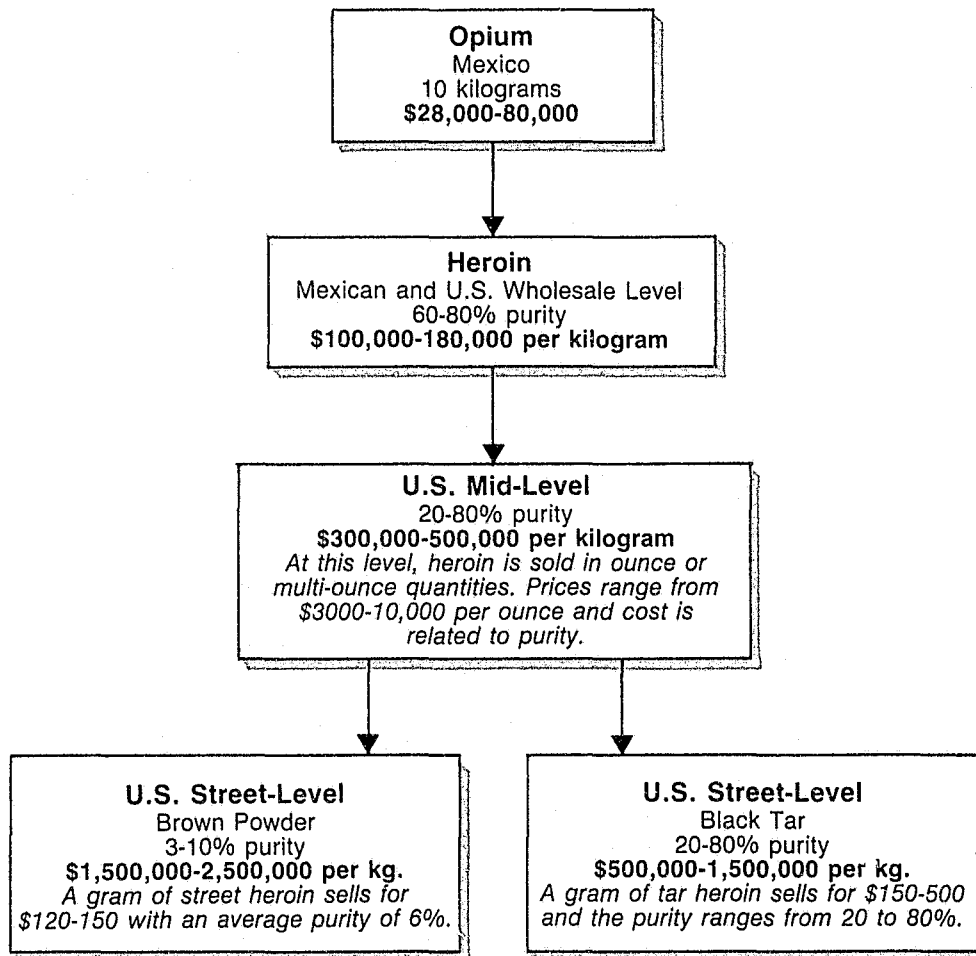 Opium
Mexico
10 kilograms
$28,000-80,000
Heroin
Mexican and U.S. Wholesale Level
60-80% purity
$100,000-180,000 per kilogram
U.S. Mid-Level
20-80% purity
$300,000-500,000 per kilogram
At this level, heroin is sold in ounce or
multi-ounce quantities. Prices range from
$3000-10,000 per ounce and cost is
related to purity.
U.S. Street-Level
Brown Powder
3-10% purity
$1,500,000-2,500,000 per kg.
A gram of street heroin sells for
$120-150 with an average purity of 6%.
U.S. Street-Level
Black Tar
20-80% purity
$500,000-1,500,000 per kg.
A gram of tar heroin sells for $150-500
and the purity ranges from 20 to 80%.